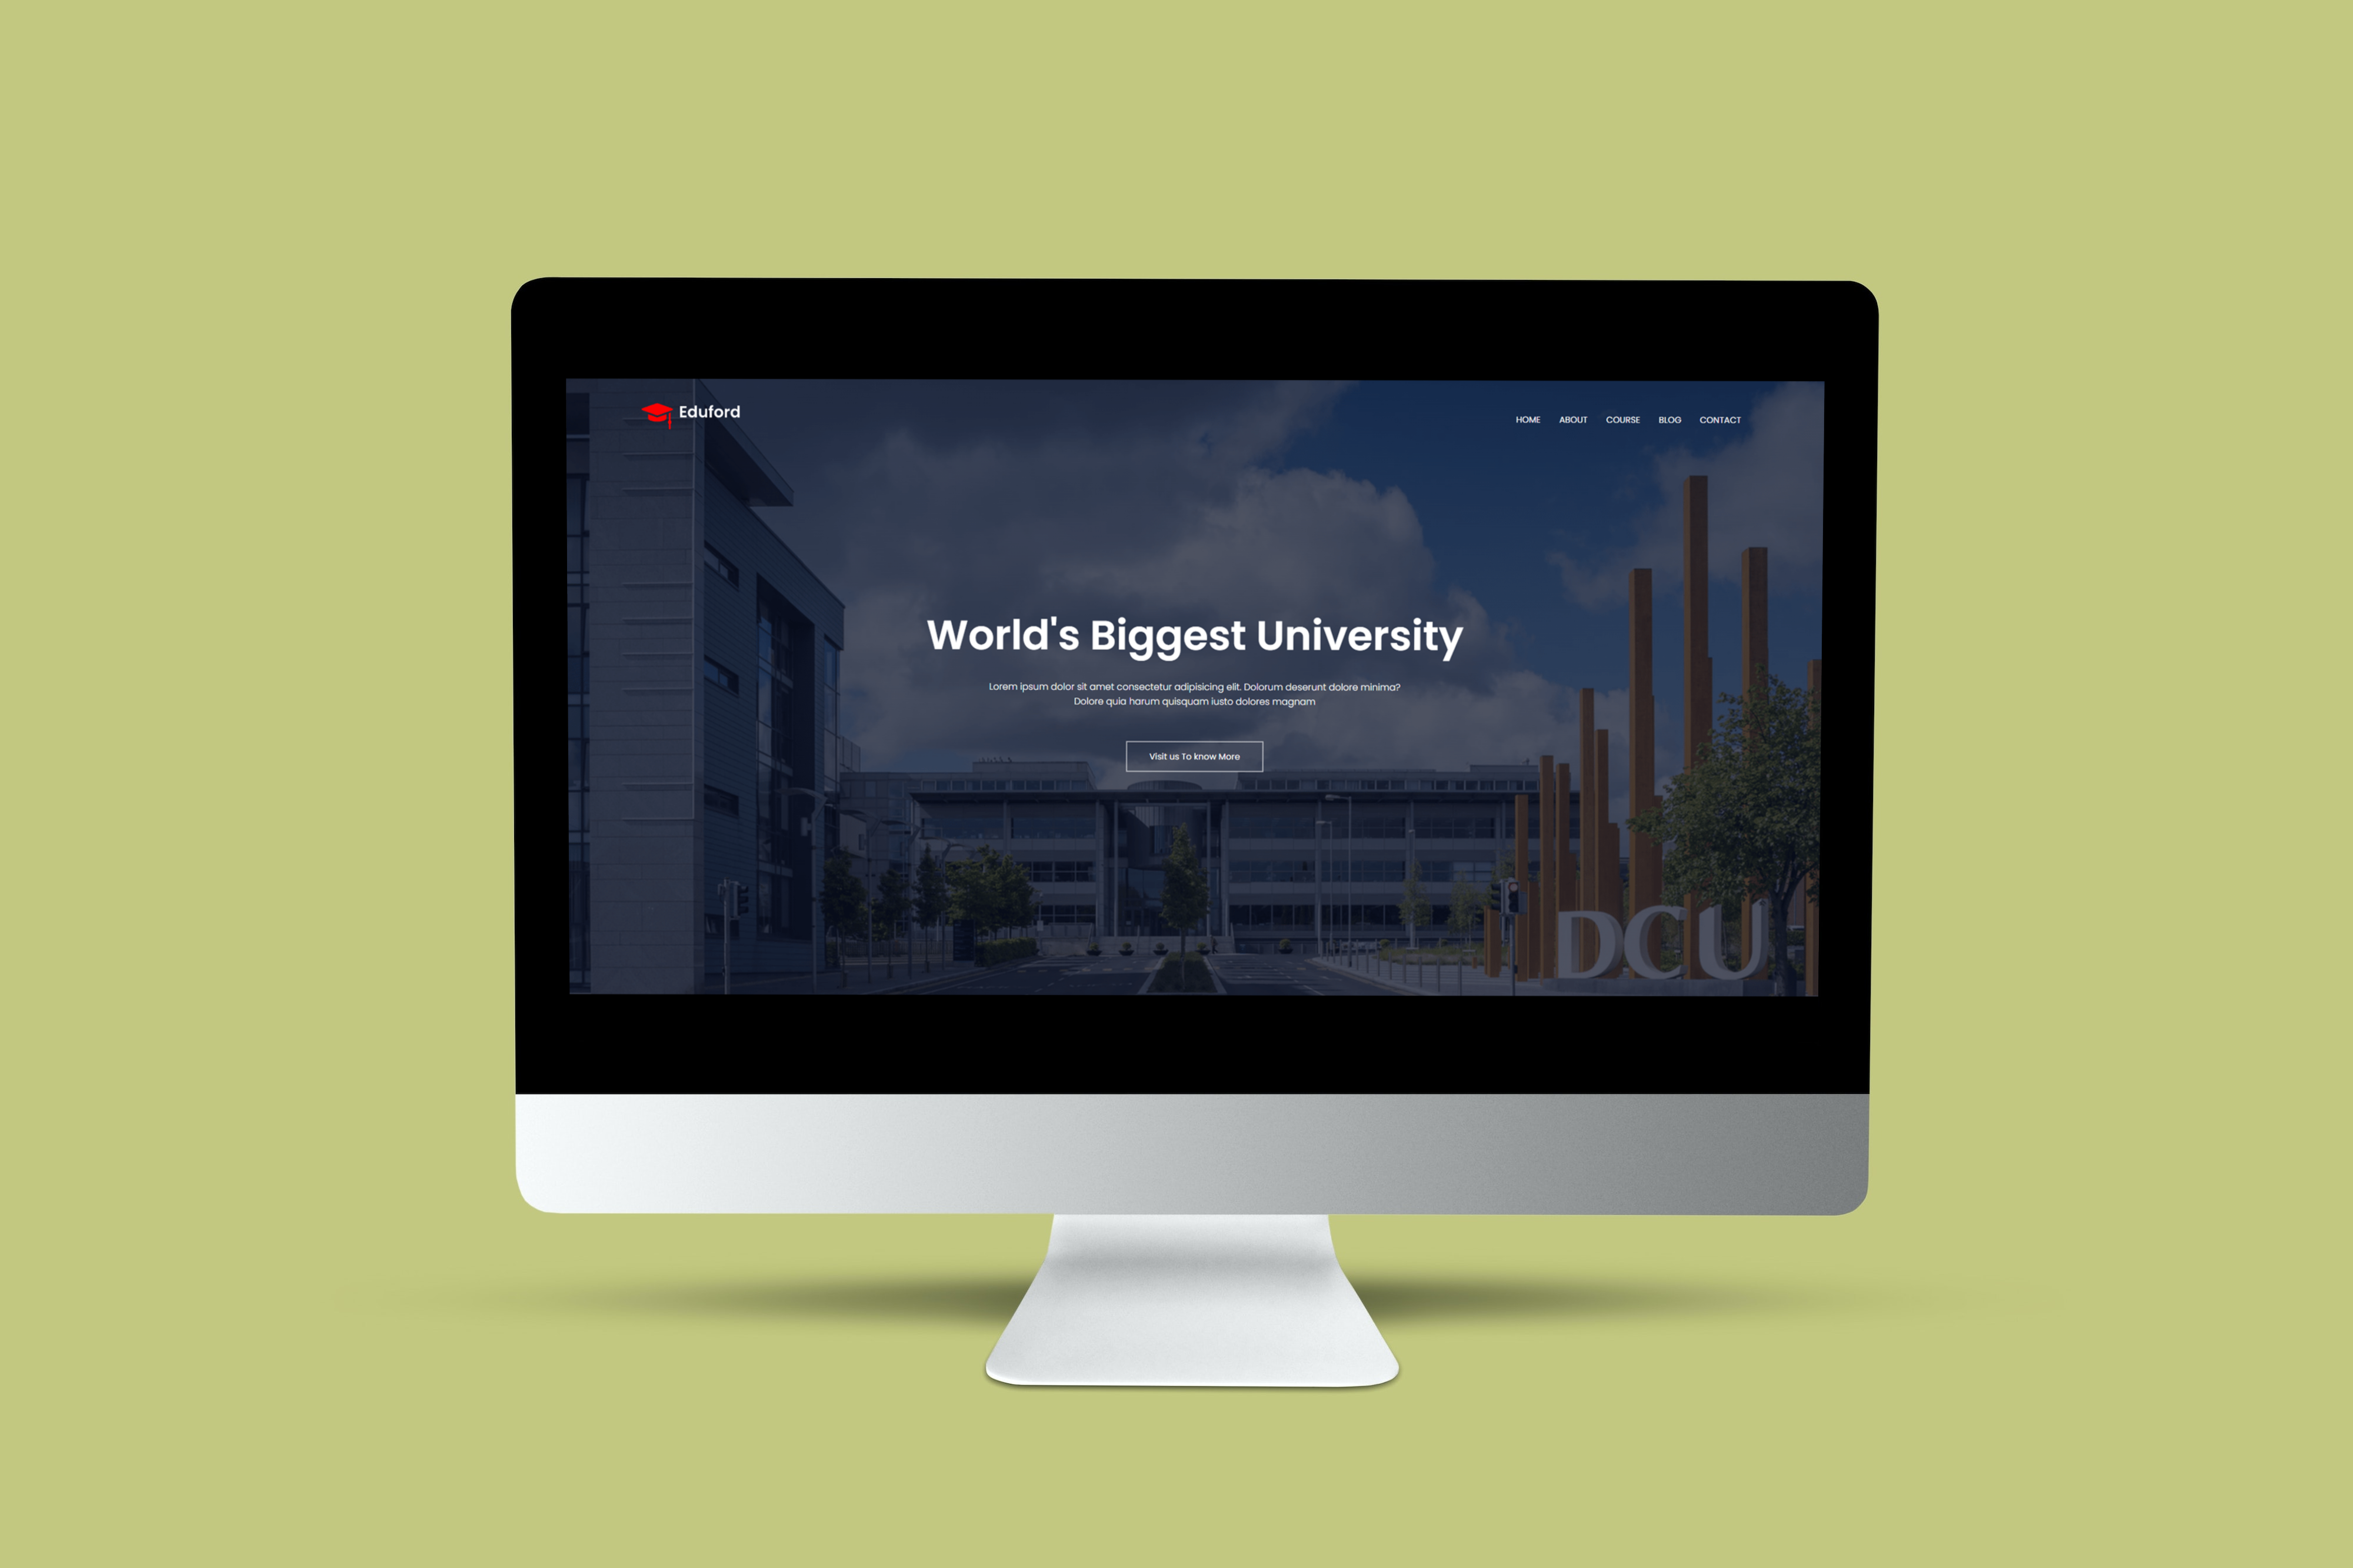 Eduford
HOME ABOUT COURSE BLOG CONTACT
World's Biggest University
Lorem ipsum dolor sit amet consectetur adipisicing elit. Dolorum deserunt dolore minima?
Dolore quia harum quisquam iusto dolores magnam
Visit us To know More
DCU